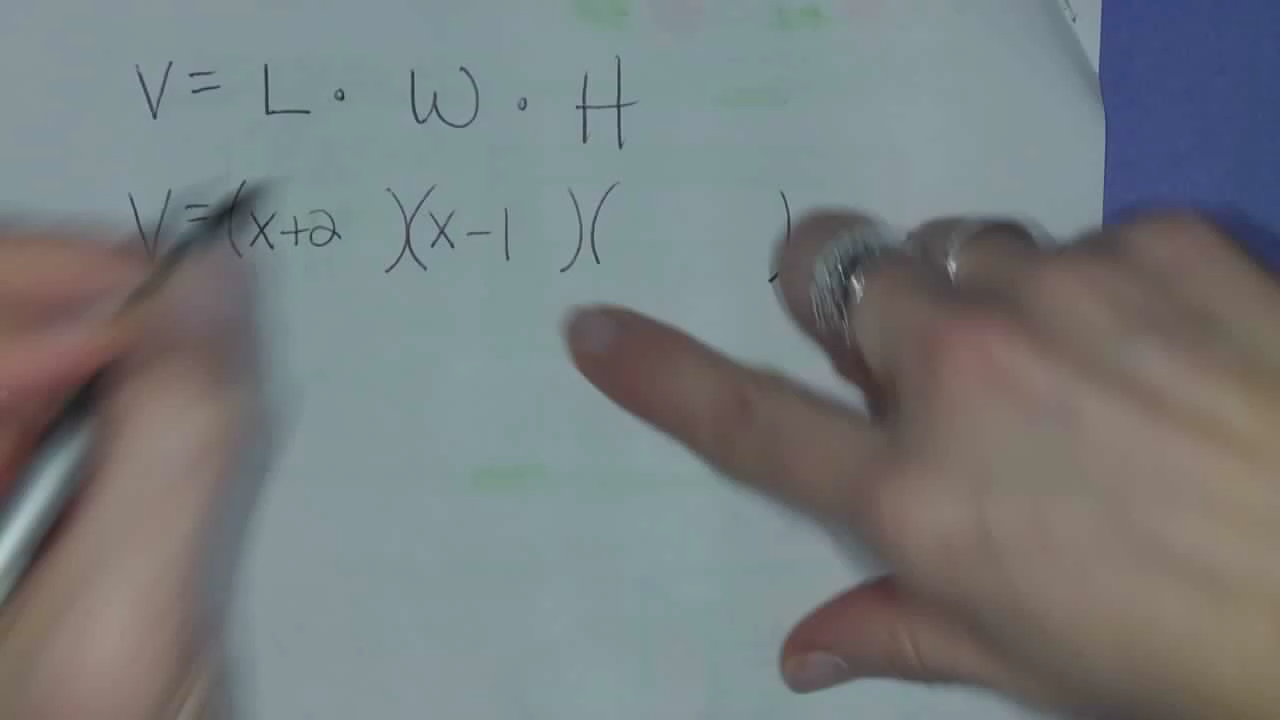 V = L · W · H
V = (x+2 )(x-1 )( )